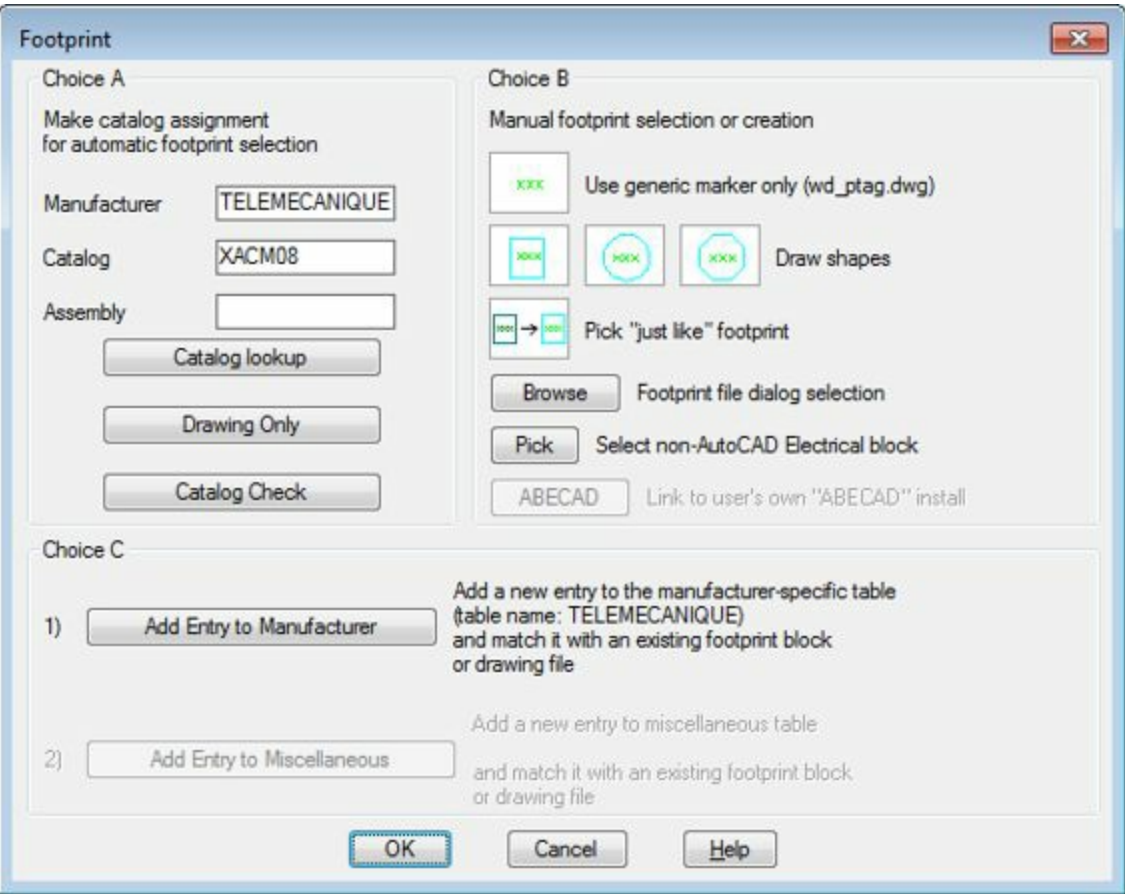 Footprint
Choice A
Make catalog assignment
for automatic footprint selection
Manufacturer TELEMECANIQUE
Catalog XACM08
Assembly
Catalog lookup
Drawing Only
Catalog Check
Choice B
Manual footprint selection or creation
xxx Use generic marker only (wd_ptag.dwg)
xxx xxx xxx Draw shapes
xxx xxx Pick "just like" footprint
Browse Footprint file dialog selection
Pick Select non-AutoCAD Electrical block
ABECAD Link to user's own "ABECAD" install
Choice C
1) Add Entry to Manufacturer
Add a new entry to the manufacturer-specific table
(table name: TELEMECANIQUE)
and match it with an existing footprint block
or drawing file
2) Add Entry to Miscellaneous
Add a new entry to miscellaneous table
and match it with an existing footprint block
or drawing file
OK Cancel Help